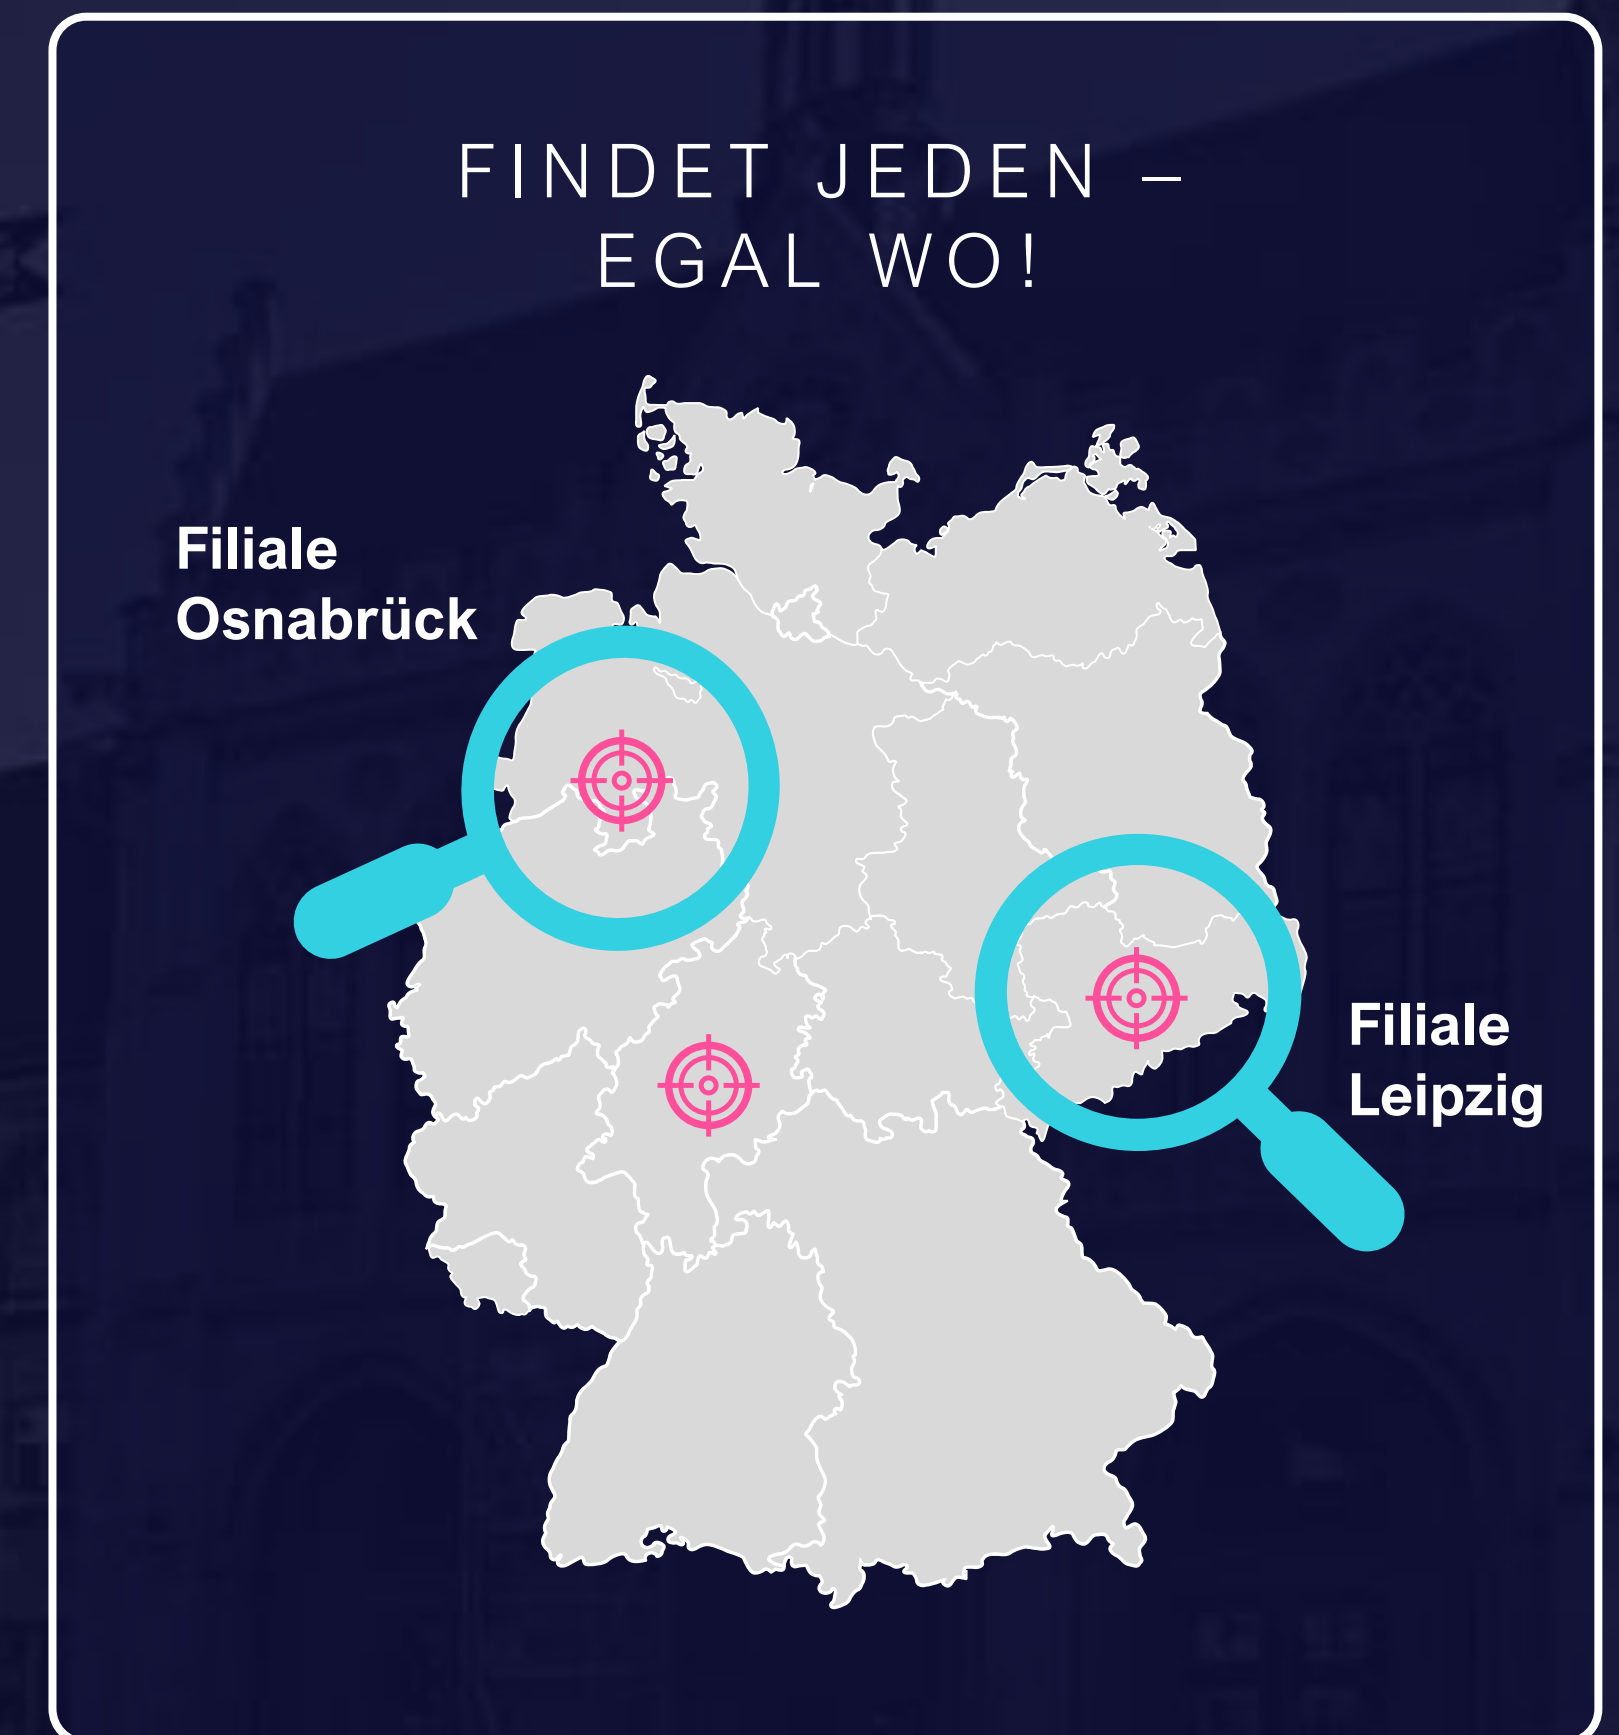 FINDET JEDEN –
EGAL WO!
Filiale
Osnabrück
Filiale
Leipzig